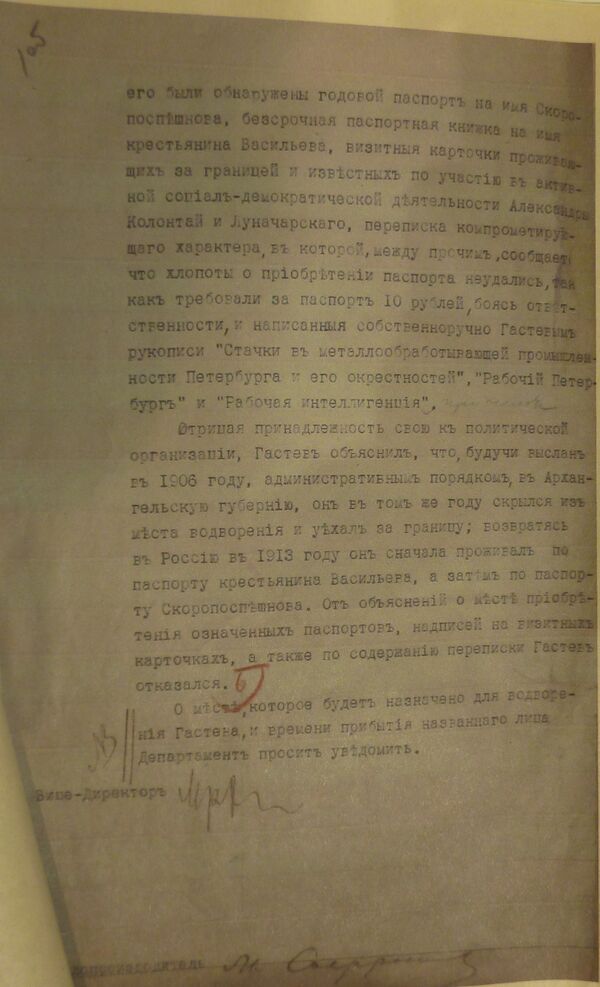 его были обнаружены годовой паспортъ на имя Скоро-
поспѣшнова, безсрочная паспортная книжка на имя
крестьянина Васильева, визитныя карточки проживаю-
щихъ за границей и извѣстныхъ по участію въ актив-
ной соціалъ-демократической дѣятельности Александры
Колонтай и Луначарскаго, переписка компрометирую-
щаго характера, въ которой, между прочимъ, сообщает
что хлопоты о пріобрѣтеніи паспорта неудались, так
какъ требовали за паспортъ 10 рублей, боясь отвѣт-
ственности, и написанныя собственноручно Гастевымъ
рукописи "Стачки въ металлообрабатывающей промышлен-
ности Петербурга и его окрестностей", "Рабочій Петер-
бургъ" и "Рабочая интеллигенція".
Отрицая принадлежность свою къ политической
организаціи, Гастевъ объяснилъ, что, будучи высланъ
въ 1906 году, административнымъ порядкомъ, въ Архан-
гельскую губернію, онъ въ томъ же году скрылся изъ
мѣста водворенія и уѣхалъ за границу; возвратясь
въ Россію въ 1913 году онъ сначала проживалъ по
паспорту крестьянина Васильева, а затѣмъ по паспор-
ту Скоропоспѣшнова. Отъ объясненій о мѣстѣ пріобрѣ-
тенія означенныхъ паспортовъ, надписей на визитныхъ
карточкахъ, а также по содержанію переписки Гастевъ
отказался.
О мѣстѣ, которое будетъ назначено для водворе-
нія Гастева, и времени прибытія названнаго лица
Департаментъ проситъ увѣдомить.
Вице-Директоръ
лопроизводитель